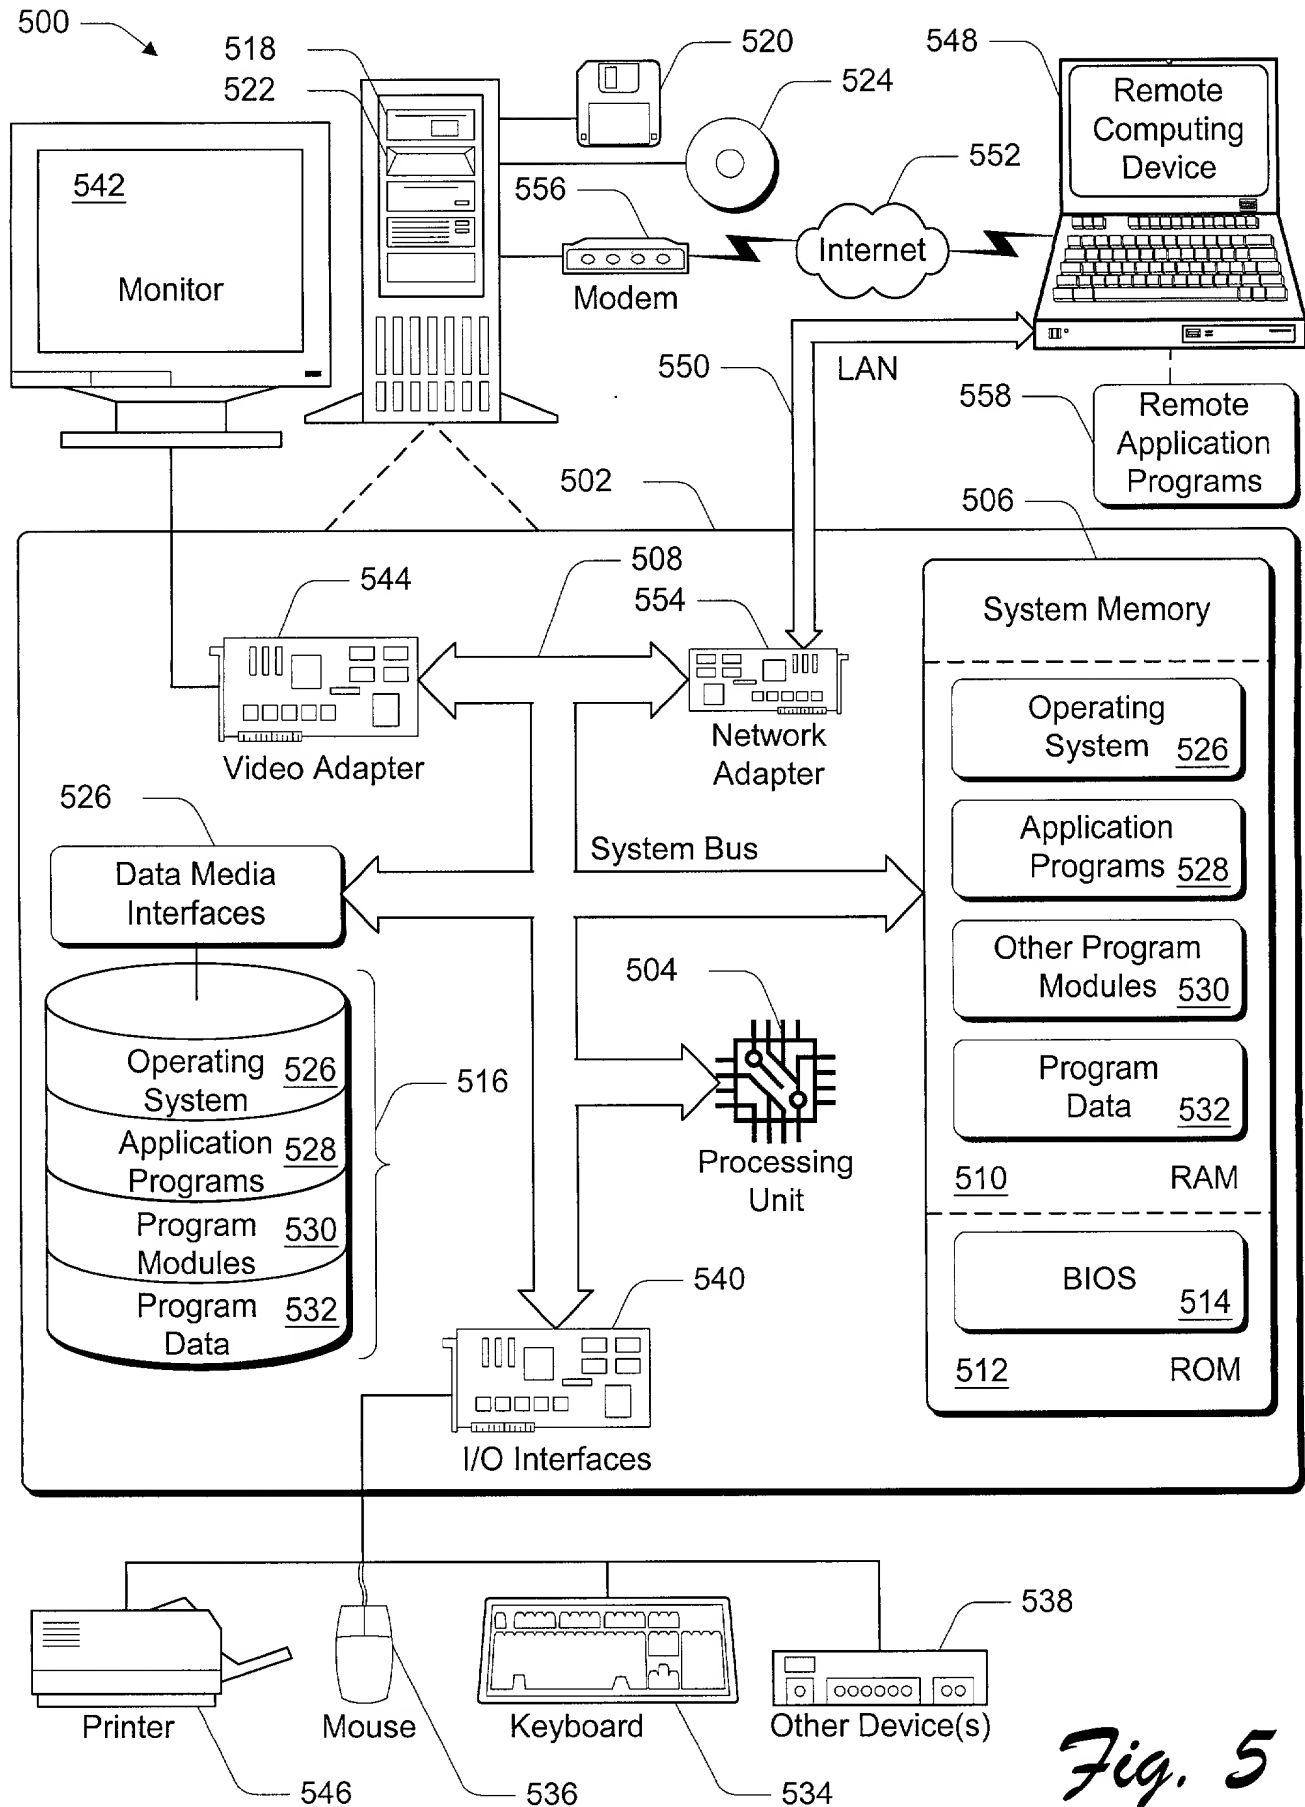 500
518
522
520
524
548
Remote
Computing
Device
542
Monitor
556
Modem
552
Internet
550
LAN
558
Remote
Application
Programs
502
506
544
508
554
Video Adapter
Network
Adapter
System Memory
Operating
System 526
Application
Programs 528
Other Program
Modules 530
Program
Data 532
510 RAM
BIOS
514
512 ROM
526
Data Media
Interfaces
System Bus
504
Processing
Unit
Operating
System 526
Application
Programs 528
Program
Modules 530
Program
Data 532
516
540
I/O Interfaces
Printer
546
Mouse
536
Keyboard
534
538
Other Device(s)
Fig. 5